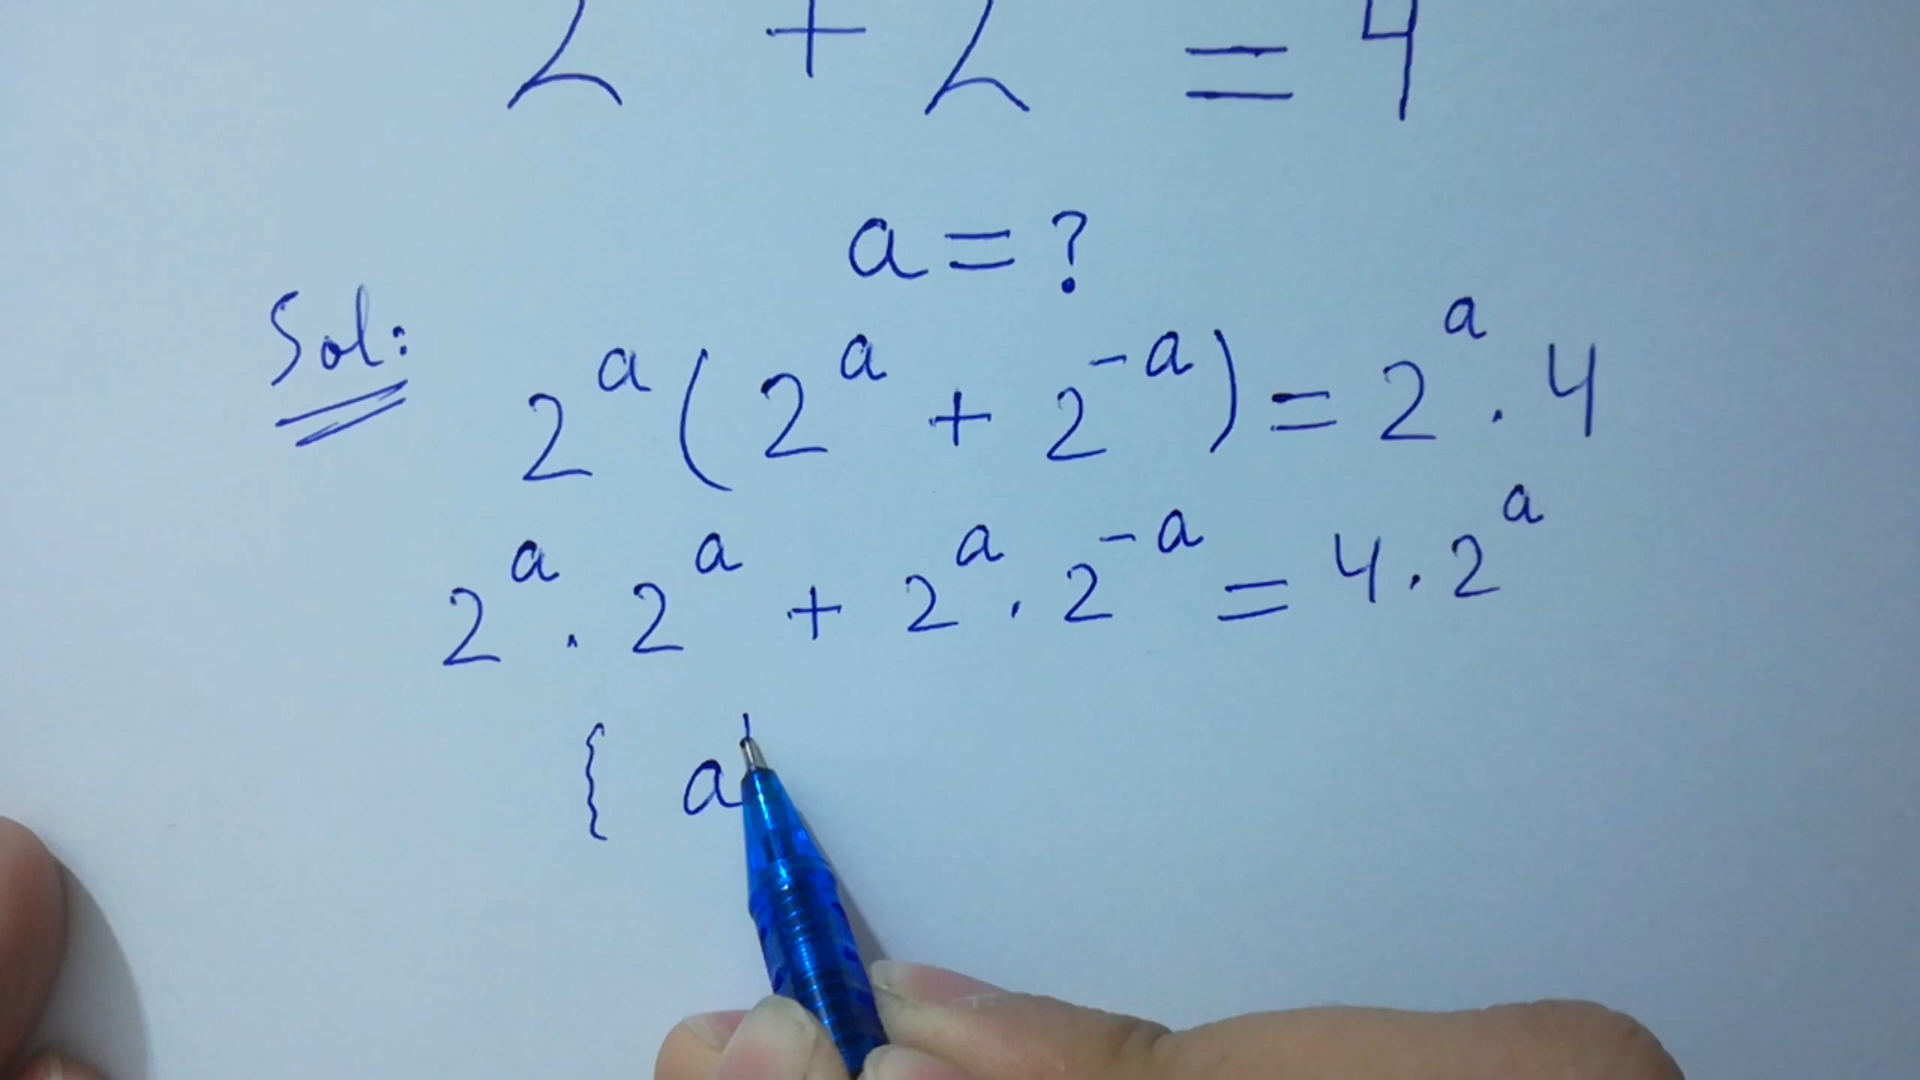 2 + 2 = 4
a = ?
Sol:
2^a (2^a + 2^-a) = 2^a . 4
2^a . 2^a + 2^a . 2^-a = 4 . 2^a
{ a